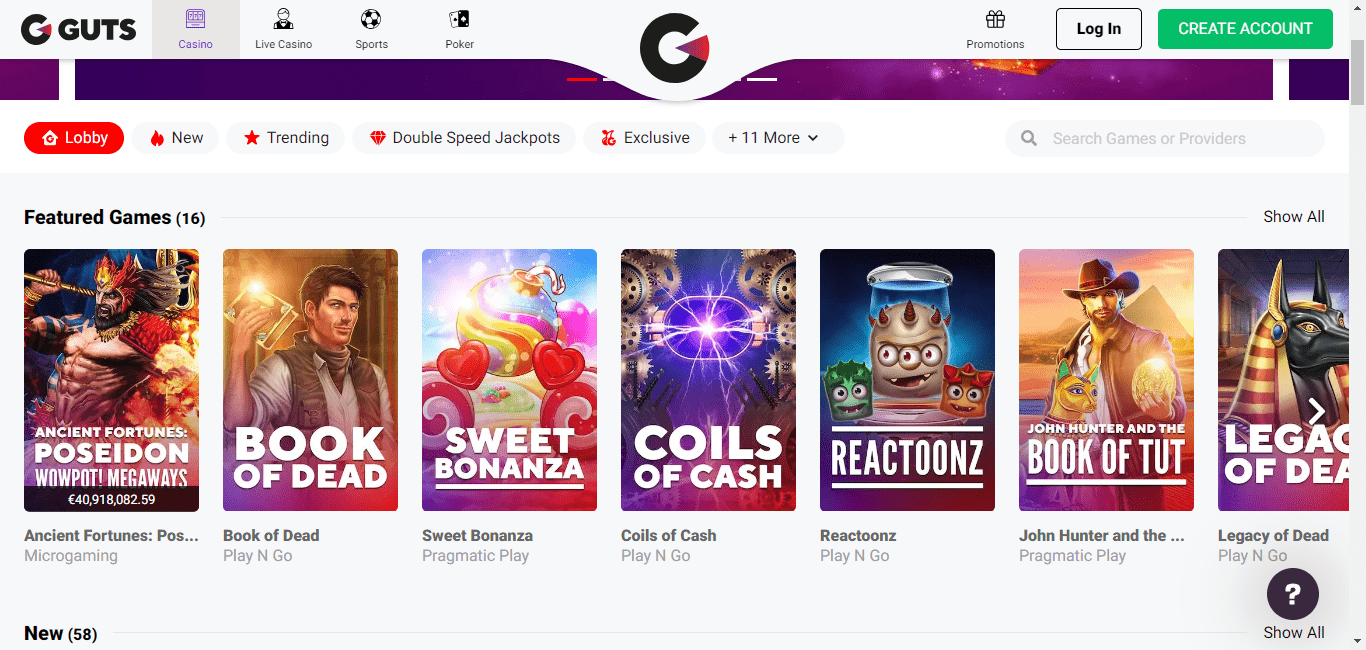 GUTS
Casino
Live Casino
Sports
Poker
Promotions
Log In
CREATE ACCOUNT
Lobby
New
Trending
Double Speed Jackpots
Exclusive
+ 11 More
Search Games or Providers
Featured Games (16)
Show All
ANCIENT FORTUNES:
POSEIDON
WOWPOT! MEGAWAYS
€40,918,082.59
BOOK
OF DEAD
SWEET
BONANZA
COILS
OF CASH
REACTOONZ
JOHN HUNTER AND THE
BOOK OF TUT
LEGAC
OF DEA
Ancient Fortunes: Pos...
Microgaming
Book of Dead
Play N Go
Sweet Bonanza
Pragmatic Play
Coils of Cash
Play N Go
Reactoonz
Play N Go
John Hunter and the ...
Pragmatic Play
Legacy of Dead
Play N Go
?
New (58)
Show All